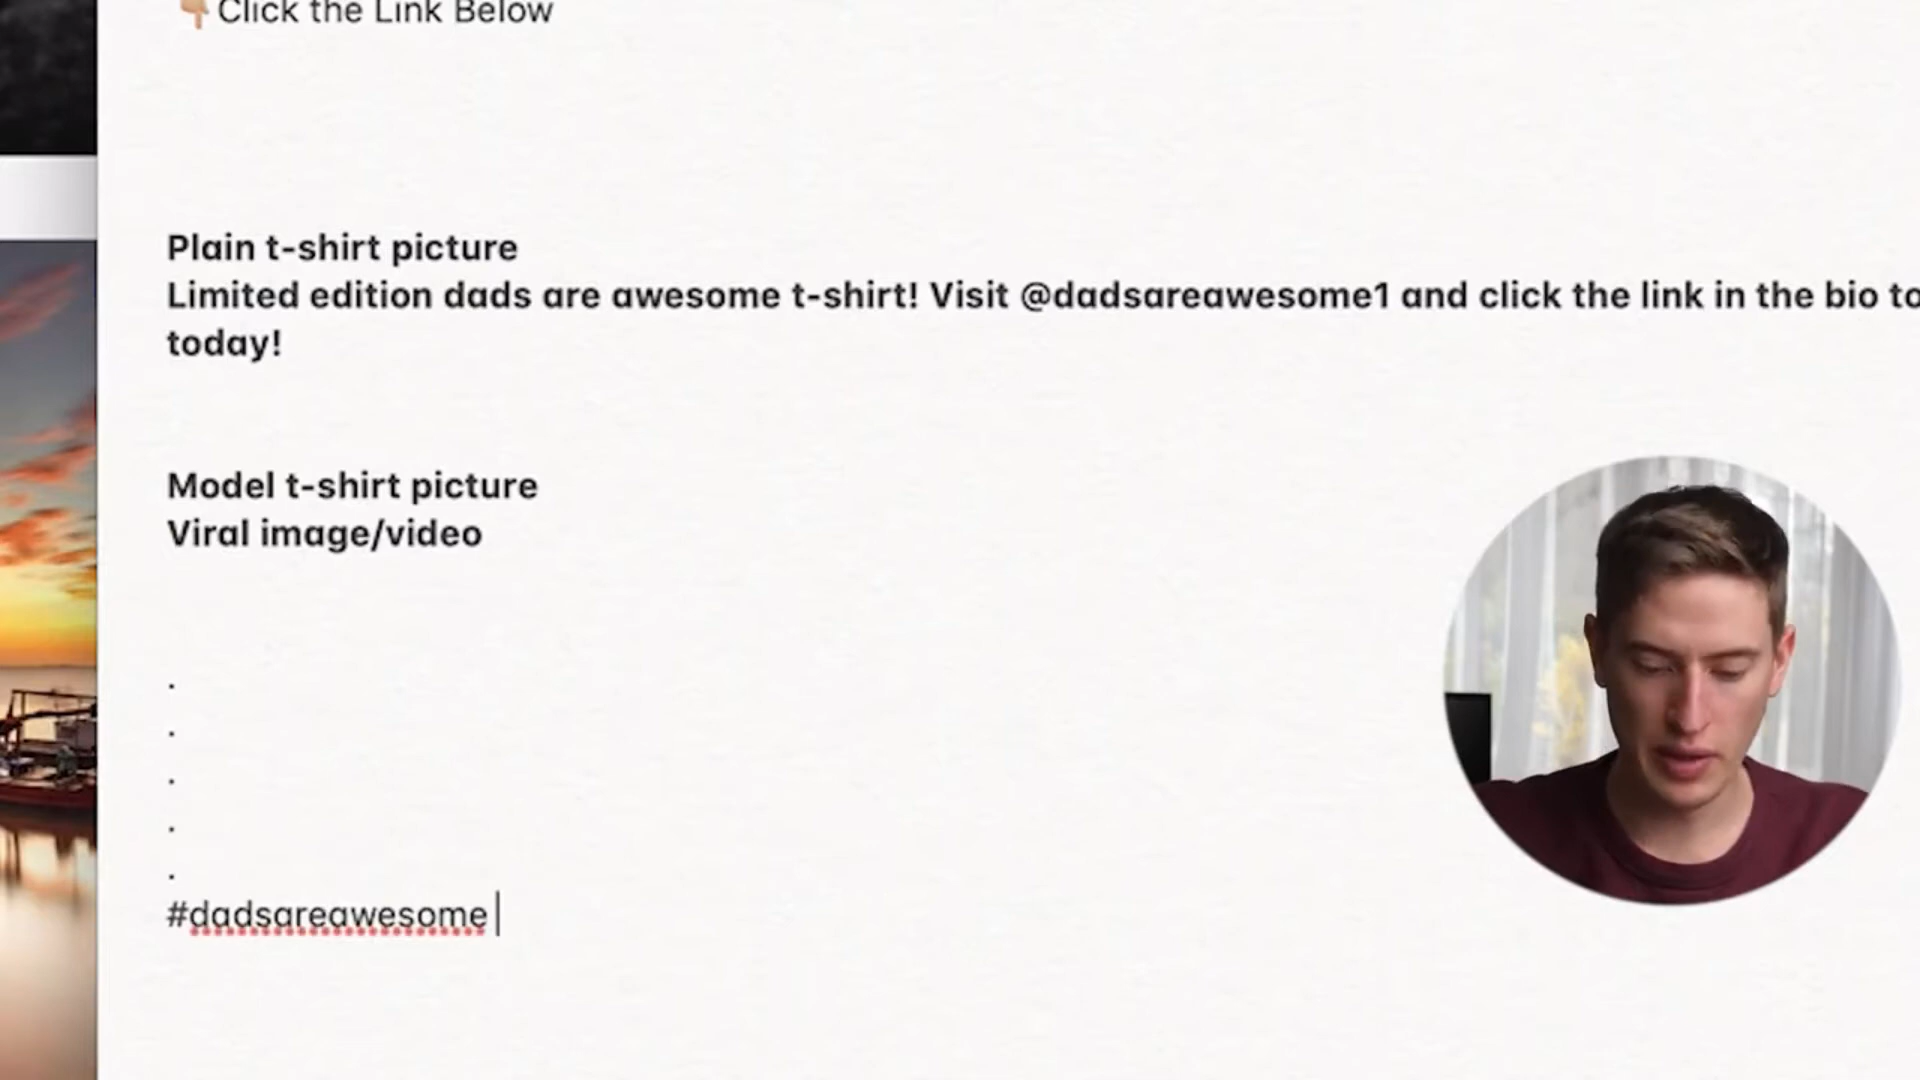 👇🏼Click the Link Below
Plain t-shirt picture
Limited edition dads are awesome t-shirt! Visit @dadsareawesome1 and click the link in the bio to
today!
Model t-shirt picture
Viral image/video
.
.
.
.
.
#dadsareawesome